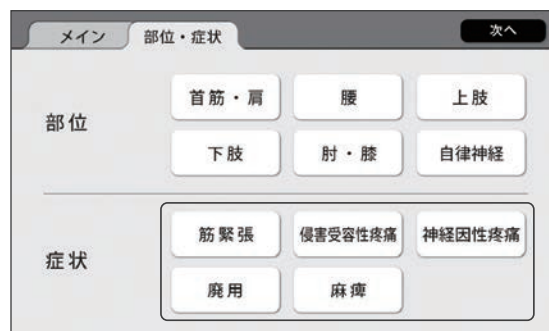 メイン 部位・症状 次へ
部位
首筋・肩 腰 上肢
下肢 肘・膝 自律神経
症状
筋緊張 侵害受容性疼痛 神経因性疼痛
廃用 麻痺